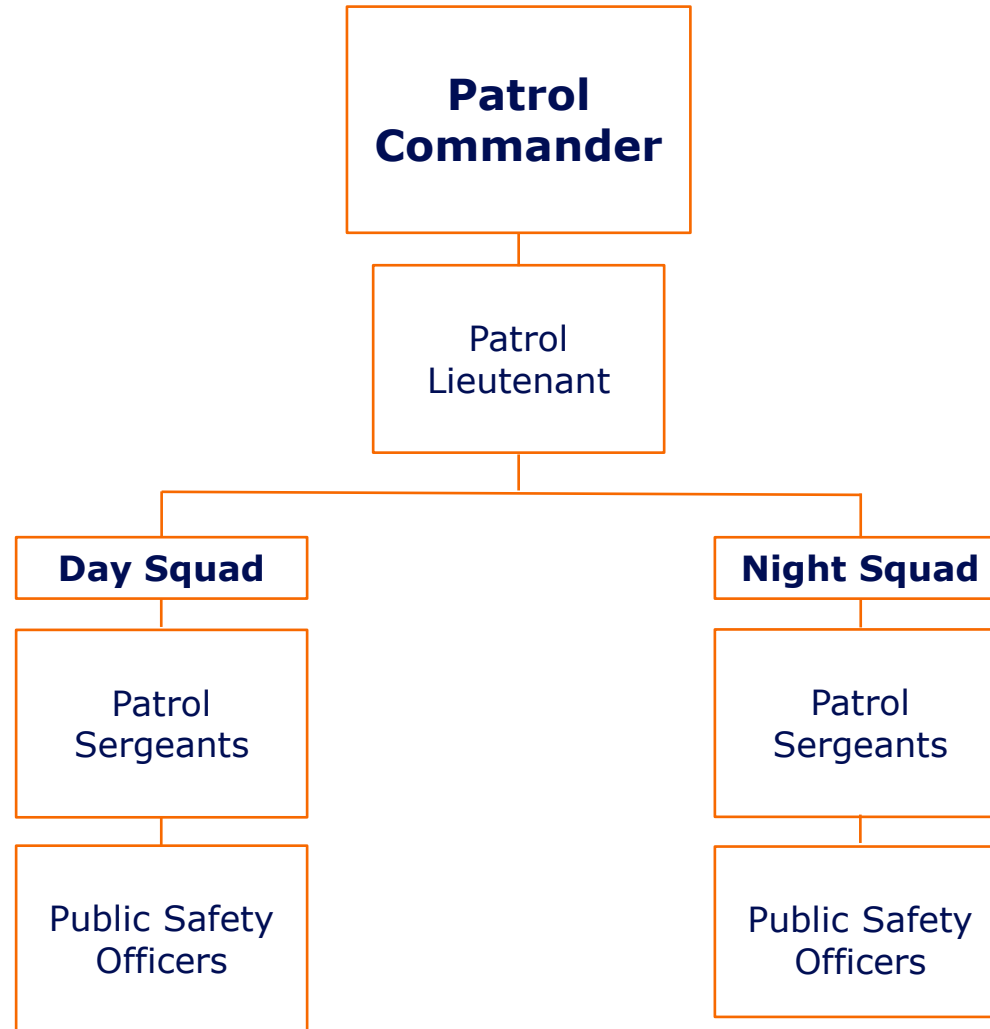 Patrol
Commander
Patrol
Lieutenant
Day Squad
Night Squad
Patrol
Sergeants
Patrol
Sergeants
Public Safety
Officers
Public Safety
Officers